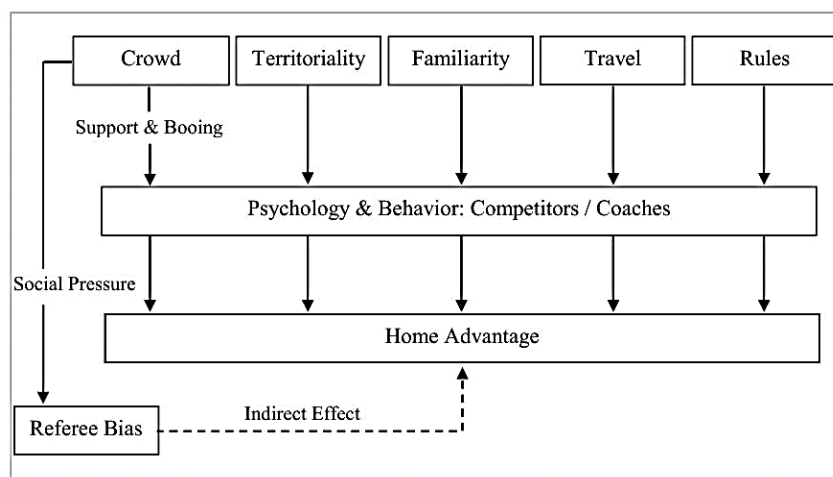 Crowd
Territoriality
Familiarity
Travel
Rules
Support & Booing
Psychology & Behavior: Competitors / Coaches
Social Pressure
Home Advantage
Indirect Effect
Referee Bias